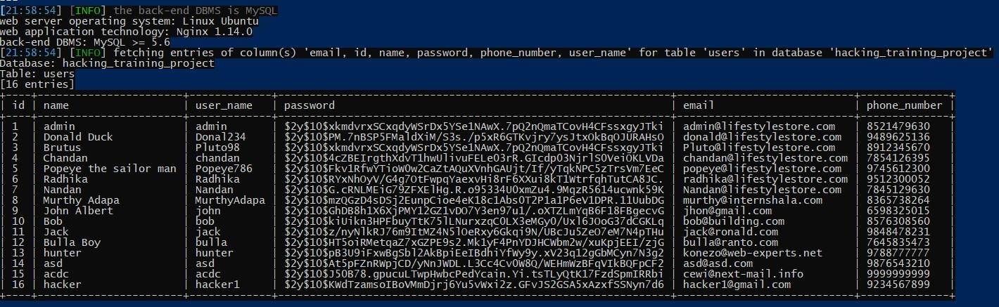 [21:58:54] [INFO] the back-end DBMS is MySQL
web server operating system: Linux Ubuntu
web application technology: Nginx 1.14.0
back-end DBMS: MySQL >= 5.6
[21:58:54] [INFO] fetching entries of column(s) 'email, id, name, password, phone_number, user_name' for table 'users' in database 'hacking_training_project'
Database: hacking_training_project
Table: users
[16 entries]
| id | name | user_name | password | email | phone_number |
| 1 | admin | admin | $2y$10$xkmdvrxSCxqdyWSrDx5YSe1NAwX.7pQ2nQmaTCovH4CFssxgyJTki | admin@lifestylestore.com | 8521479630 |
| 2 | Donald Duck | Donal234 | $2y$10$PM.7nBSP5FMaldXiM/S3s./p5xR6GTKvjry7ysJtxOkBqOJURAHsO | donald@lifestylestore.com | 9489625136 |
| 3 | Brutus | Pluto98 | $2y$10$xkmdvrxSCxqdyWSrDx5YSe1NAwX.7pQ2nQmaTCovH4CFssxgyJTki | Pluto@lifestylestore.com | 8912345670 |
| 4 | Chandan | chandan | $2y$10$4cZBEIrgthXdvT1hwUlivuFELeO3rR.GIcdpO3NjrlSOVeiOKLVDa | chandan@lifestylestore.com | 7854126395 |
| 5 | Popeye the sailor man | Popeye786 | $2y$10$Fkv1RfwYTioW0w2CaZtAQuXVnhGAUjt/If/yTqkNPC5zTrsVm7EeC | popeye@lifestylestore.com | 9745612300 |
| 6 | Radhika | Radhika | $2y$10$RYxNhOyV/G4g7OtFwpqYaexvHi8rF6XXui8kT1WtrfqhTutCA8JC. | radhika@lifestylestore.com | 9512300052 |
| 7 | Nandan | Nandan | $2y$10$G.cRNLMEiG79ZFXElHg.R.o95334U0xmZu4.9MqzR5614ucwnk59K | Nandan@lifestylestore.com | 7845129630 |
| 8 | Murthy Adapa | MurthyAdapa | $2y$10$mzQGzD4sDSj2EunpCioe4eK18c1Abs0T2P1a1P6eV1DPR.11UubDG | murthy@internshala.com | 8365738264 |
| 9 | John Albert | john | $2y$10$GhDB8h1X6XjPMY12GZ1vDO7Y3en97u1/.oXTZLmYqB6F18FBgecvG | jhon@gmail.com | 6598325015 |
| 10 | Bob | bob | $2y$10$kiUikn3HPFbuyTtK75lLNurxzqCOLX3eMGyO/Uxl6JOoG37dCGKLq | bob@building.com | 8576308560 |
| 11 | Jack | jack | $2y$10$z/nyNlkRJ76m9ItMZ4N5lOeRxy6Gkqi9N/UBcJu5ZeO7eM7N4pTHu | jack@ronald.com | 9848478231 |
| 12 | Bulla Boy | bulla | $2y$10$HT5oiRMetqaZ7xGZPE9s2.Mk1yF4PnYDJHCWbm2w/xuKpjEEI/zjG | bulla@ranto.com | 7645835473 |
| 13 | hunter | hunter | $2y$10$pB3U9iFxwBgSbl2AkBpiEeIBdhiYfWy9y.xV23q12gGbMCyn7N3g2 | konezo@web-experts.net | 9788777777 |
| 14 | asd | asd | $2y$10$At5pFZnRWpjCD/yNnJWDL.L3Cc4Cv0W8Q/WEHmWzBFqVIkBQFpCF2 | asd@asd.com | 9876543210 |
| 15 | acdc | acdc | $2y$10$J50B78.gpucuLTwpHwbcPedYcain.Yi.tsTLyQtK17FzdSpmIRRbi | cewi@next-mail.info | 9999999999 |
| 16 | hacker | hacker1 | $2y$10$KWdTzamsoIBoVMmDjrj6Yu5vWxi2z.GFvJS2GSA5xAzxfSSNyn7d6 | hacker1@gmail.com | 9234567899 |